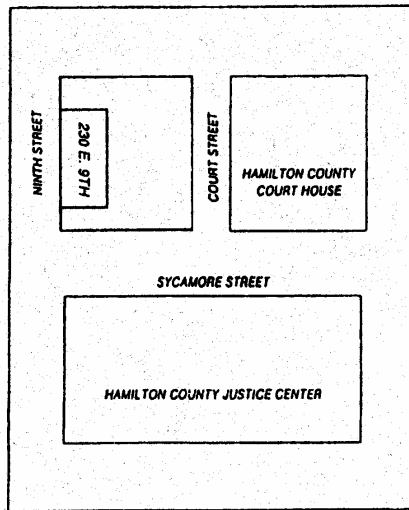 NINTH STREET
230 E. 9TH
COURT STREET
HAMILTON COUNTY
COURT HOUSE
SYCAMORE STREET
HAMILTON COUNTY JUSTICE CENTER